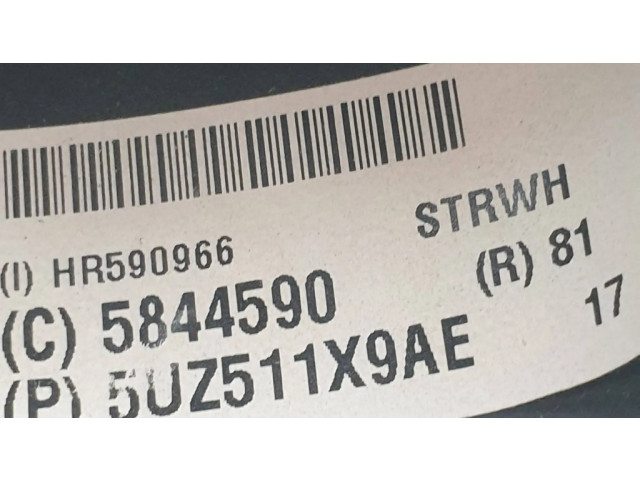 STRWH
(I) HR590966
(R) 81
(C) 5844590
17
(P) 5UZ511X9AE